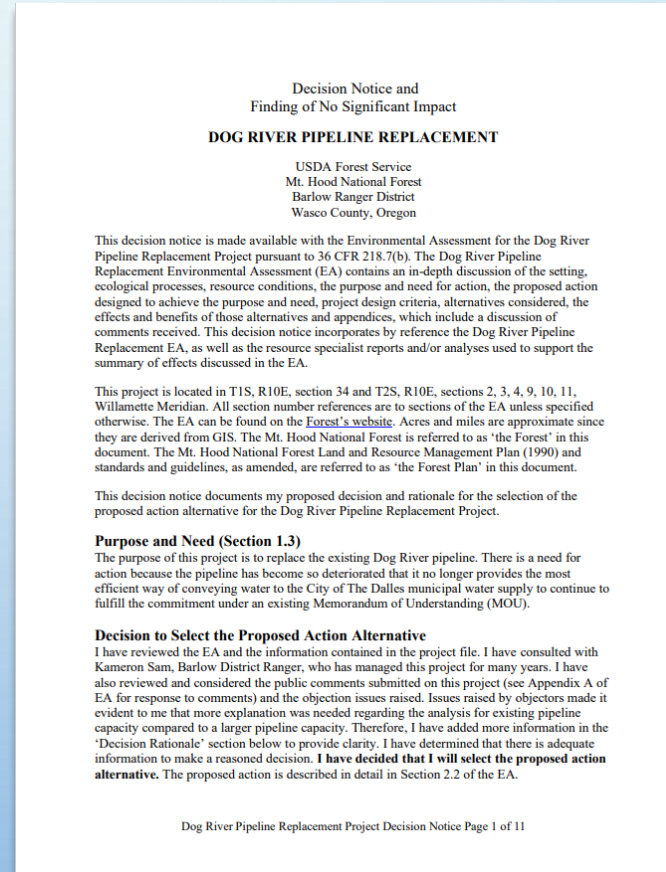 Decision Notice and
Finding of No Significant Impact
DOG RIVER PIPELINE REPLACEMENT
USDA Forest Service
Mt. Hood National Forest
Barlow Ranger District
Wasco County, Oregon
This decision notice is made available with the Environmental Assessment for the Dog River
Pipeline Replacement Project pursuant to 36 CFR 218.7(b). The Dog River Pipeline
Replacement Environmental Assessment (EA) contains an in-depth discussion of the setting,
ecological processes, resource conditions, the purpose and need for action, the proposed action
designed to achieve the purpose and need, project design criteria, alternatives considered, the
effects and benefits of those alternatives and appendices, which include a discussion of
comments received. This decision notice incorporates by reference the Dog River Pipeline
Replacement EA, as well as the resource specialist reports and/or analyses used to support the
summary of effects discussed in the EA.
This project is located in T1S, R10E, section 34 and T2S, R10E, sections 2, 3, 4, 9, 10, 11,
Willamette Meridian. All section number references are to sections of the EA unless specified
otherwise. The EA can be found on the Forest's website. Acres and miles are approximate since
they are derived from GIS. The Mt. Hood National Forest is referred to as 'the Forest' in this
document. The Mt. Hood National Forest Land and Resource Management Plan (1990) and
standards and guidelines, as amended, are referred to as 'the Forest Plan' in this document.
This decision notice documents my proposed decision and rationale for the selection of the
proposed action alternative for the Dog River Pipeline Replacement Project.
Purpose and Need (Section 1.3)
The purpose of this project is to replace the existing Dog River pipeline. There is a need for
action because the pipeline has become so deteriorated that it no longer provides the most
efficient way of conveying water to the City of The Dalles municipal water supply to continue to
fulfill the commitment under an existing Memorandum of Understanding (MOU).
Decision to Select the Proposed Action Alternative
I have reviewed the EA and the information contained in the project file. I have consulted with
Kameron Sam, Barlow District Ranger, who has managed this project for many years. I have
also reviewed and considered the public comments submitted on this project (see Appendix A of
EA for response to comments) and the objection issues raised. Issues raised by objectors made it
evident to me that more explanation was needed regarding the analysis for existing pipeline
capacity compared to a larger pipeline capacity. Therefore, I have added more information in the
'Decision Rationale' section below to provide clarity. I have determined that there is adequate
information to make a reasoned decision. I have decided that I will select the proposed action
alternative. The proposed action is described in detail in Section 2.2 of the EA.
Dog River Pipeline Replacement Project Decision Notice Page 1 of 11